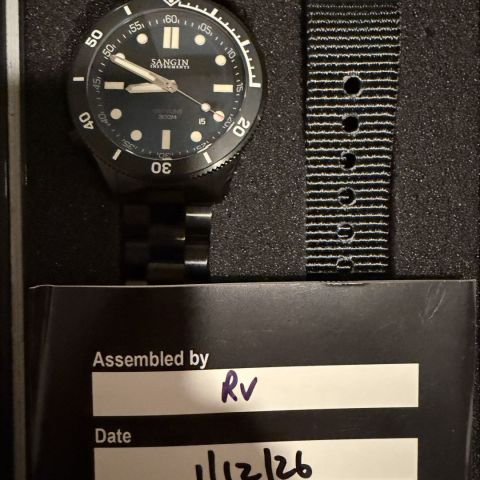 60
55
05
50
10
45
15
40
20
30
SANGIN
INSTRUMENTS
300M
15
Assembled by
RV
Date
1/12/26